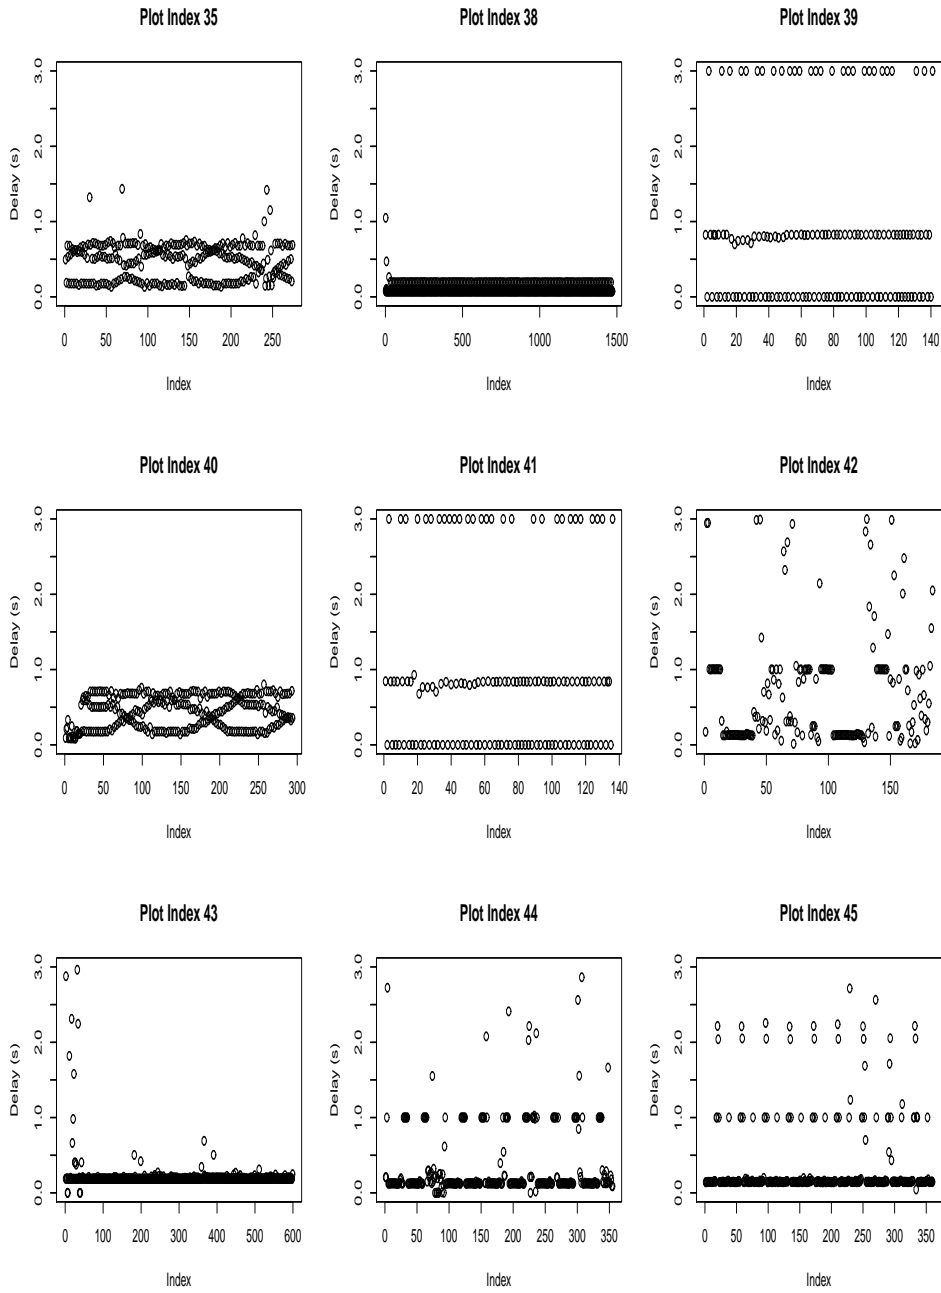 Plot Index 35
Plot Index 38
Plot Index 39
Delay (s)
0.0 1.0 2.0 3.0
0 50 100 150 200 250
Index
Delay (s)
0.0 1.0 2.0 3.0
0 500 1000 1500
Index
Delay (s)
0.0 1.0 2.0 3.0
0 20 40 60 80 100 120 140
Index
Plot Index 40
Plot Index 41
Plot Index 42
Delay (s)
0.0 1.0 2.0 3.0
0 50 100 150 200 250 300
Index
Delay (s)
0.0 1.0 2.0 3.0
0 20 40 60 80 100 120 140
Index
Delay (s)
0.0 1.0 2.0 3.0
0 50 100 150
Index
Plot Index 43
Plot Index 44
Plot Index 45
Delay (s)
0.0 1.0 2.0 3.0
0 100 200 300 400 500 600
Index
Delay (s)
0.0 1.0 2.0 3.0
0 50 100 150 200 250 300 350
Index
Delay (s)
0.0 1.0 2.0 3.0
0 50 100 150 200 250 300 350
Index